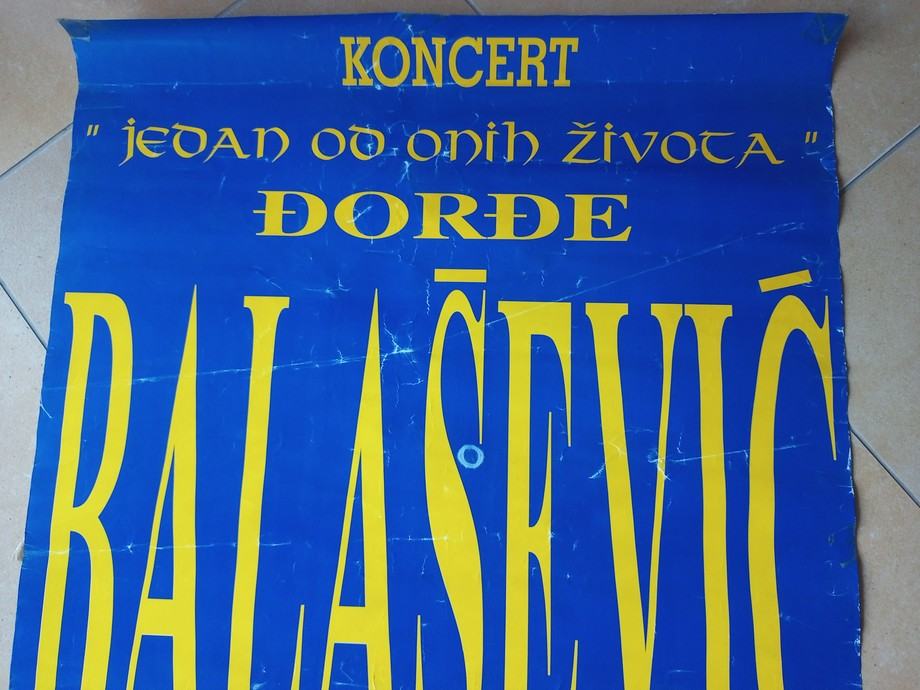 KONCERT
" jedan od onih života "
ĐORĐE
BALAŠEVIĆ